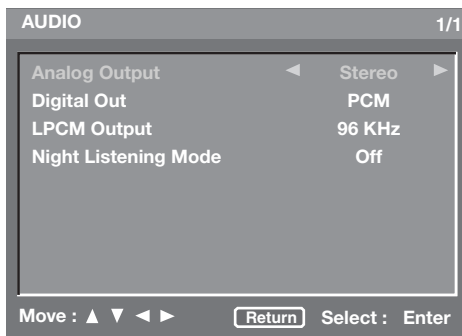 AUDIO 1/1
Analog Output ◀ Stereo ▶
Digital Out PCM
LPCM Output 96 KHz
Night Listening Mode Off
Move : ▲ ▼ ◀ ▶ Return Select : Enter